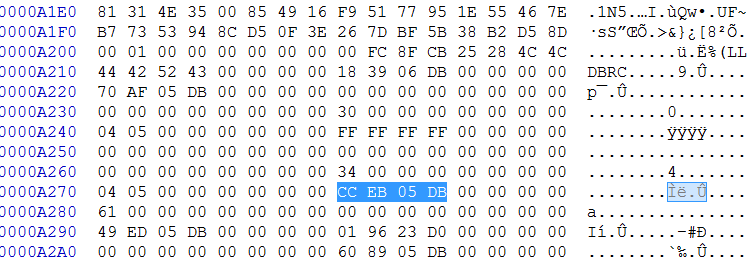 0000A1E0 81 31 4E 35 00 85 49 16 F9 51 77 95 1E 55 46 7E .1N5.…I.ùQw•.UF~
0000A1F0 B7 73 53 94 8C D5 0F 3E 26 7D BF 5B 38 B2 D5 8D ·sS”ŒÕ.>&}¿[8²Õ.
0000A200 00 01 00 00 00 00 00 00 00 FC 8F CB 25 28 4C 4C .........ü.Ë%(LL
0000A210 44 42 52 43 00 00 00 00 18 39 06 DB 00 00 00 00 DBRC.....9.Û....
0000A220 70 AF 05 DB 00 00 00 00 00 00 00 00 00 00 00 00 p¯.Û............
0000A230 00 00 00 00 00 00 00 00 30 00 00 00 00 00 00 00 ........0.......
0000A240 04 05 00 00 00 00 00 00 FF FF FF FF 00 00 00 00 ........ÿÿÿÿ....
0000A250 00 00 00 00 00 00 00 00 00 00 00 00 00 00 00 00 ................
0000A260 00 00 00 00 00 00 00 00 34 00 00 00 00 00 00 00 ........4.......
0000A270 04 05 00 00 00 00 00 00 CC EB 05 DB 00 00 00 00 ........Ìë.Û....
0000A280 61 00 00 00 00 00 00 00 00 00 00 00 00 00 00 00 a...............
0000A290 49 ED 05 DB 00 00 00 00 01 96 23 D0 00 00 00 00 Ií.Û.....–#Ð....
0000A2A0 00 00 00 00 00 00 00 00 60 89 05 DB 00 00 00 00 ........`‰.Û....